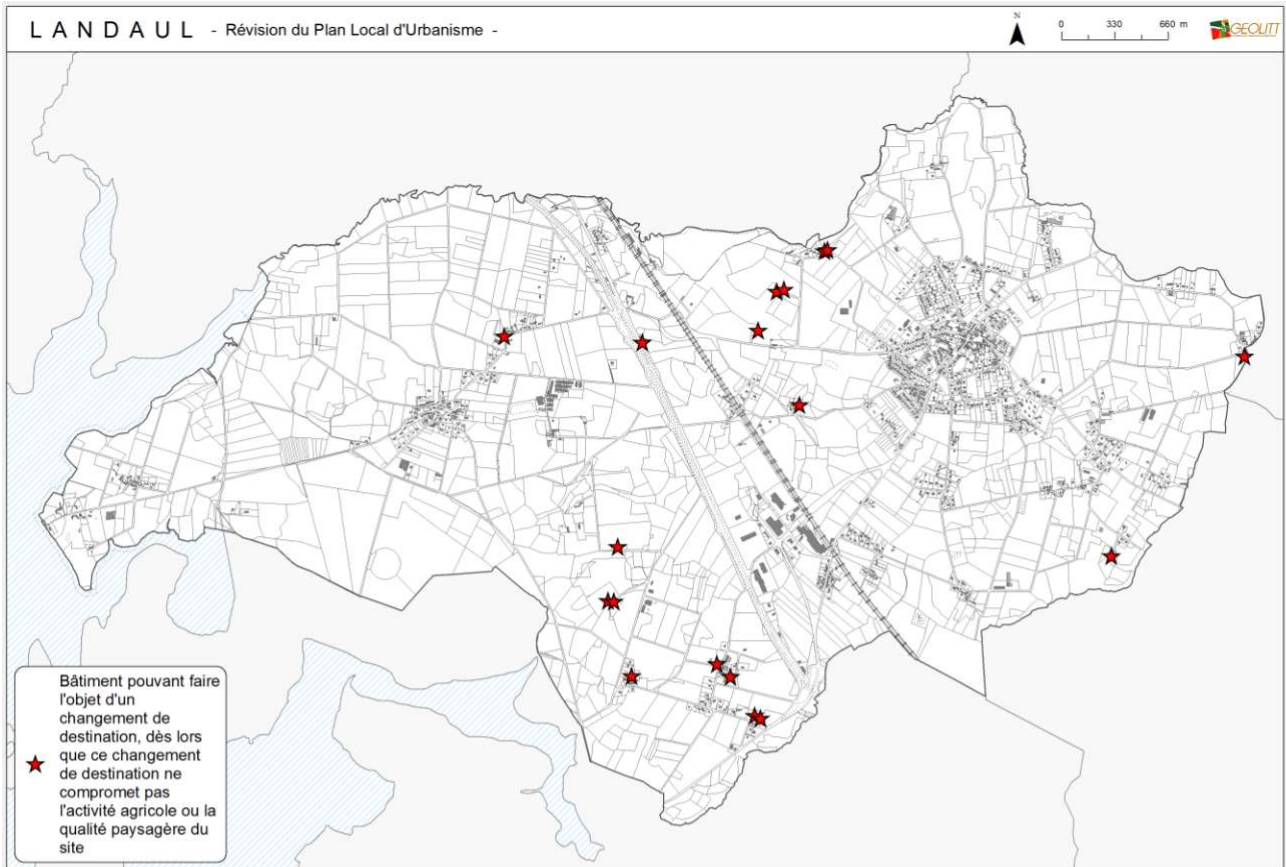 LANDAUL - Révision du Plan Local d'Urbanisme -
N
0 330 660 m
GEOLITT
Bâtiment pouvant faire
l'objet d'un
changement de
destination, dès lors
que ce changement
de destination ne
compromet pas
l'activité agricole ou la
qualité paysagère du
site